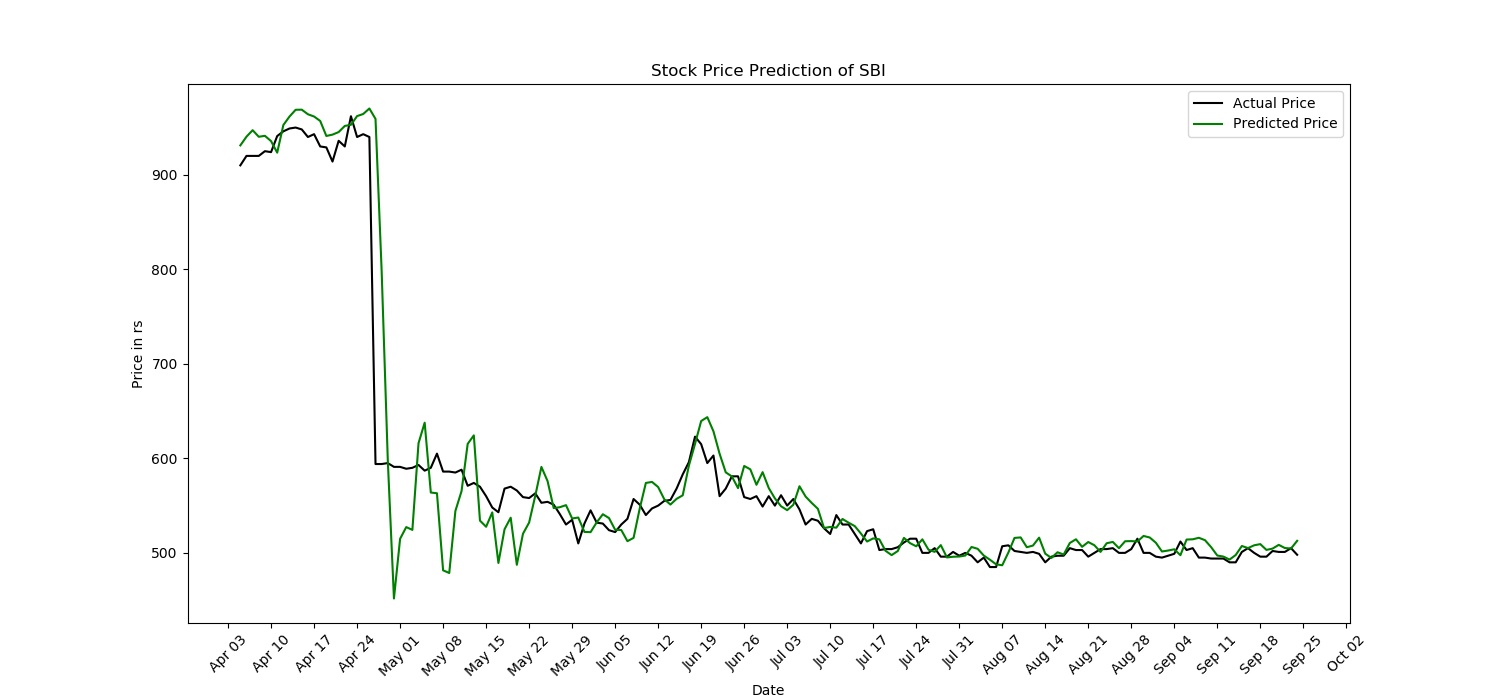 Stock Price Prediction of SBI
Actual Price
Predicted Price
Price in rs
900
800
700
600
500
Apr 03
Apr 10
Apr 17
Apr 24
May 01
May 08
May 15
May 22
May 29
Jun 05
Jun 12
Jun 19
Jun 26
Jul 03
Jul 10
Jul 17
Jul 24
Jul 31
Aug 07
Aug 14
Aug 21
Aug 28
Sep 04
Sep 11
Sep 18
Sep 25
Oct 02
Date